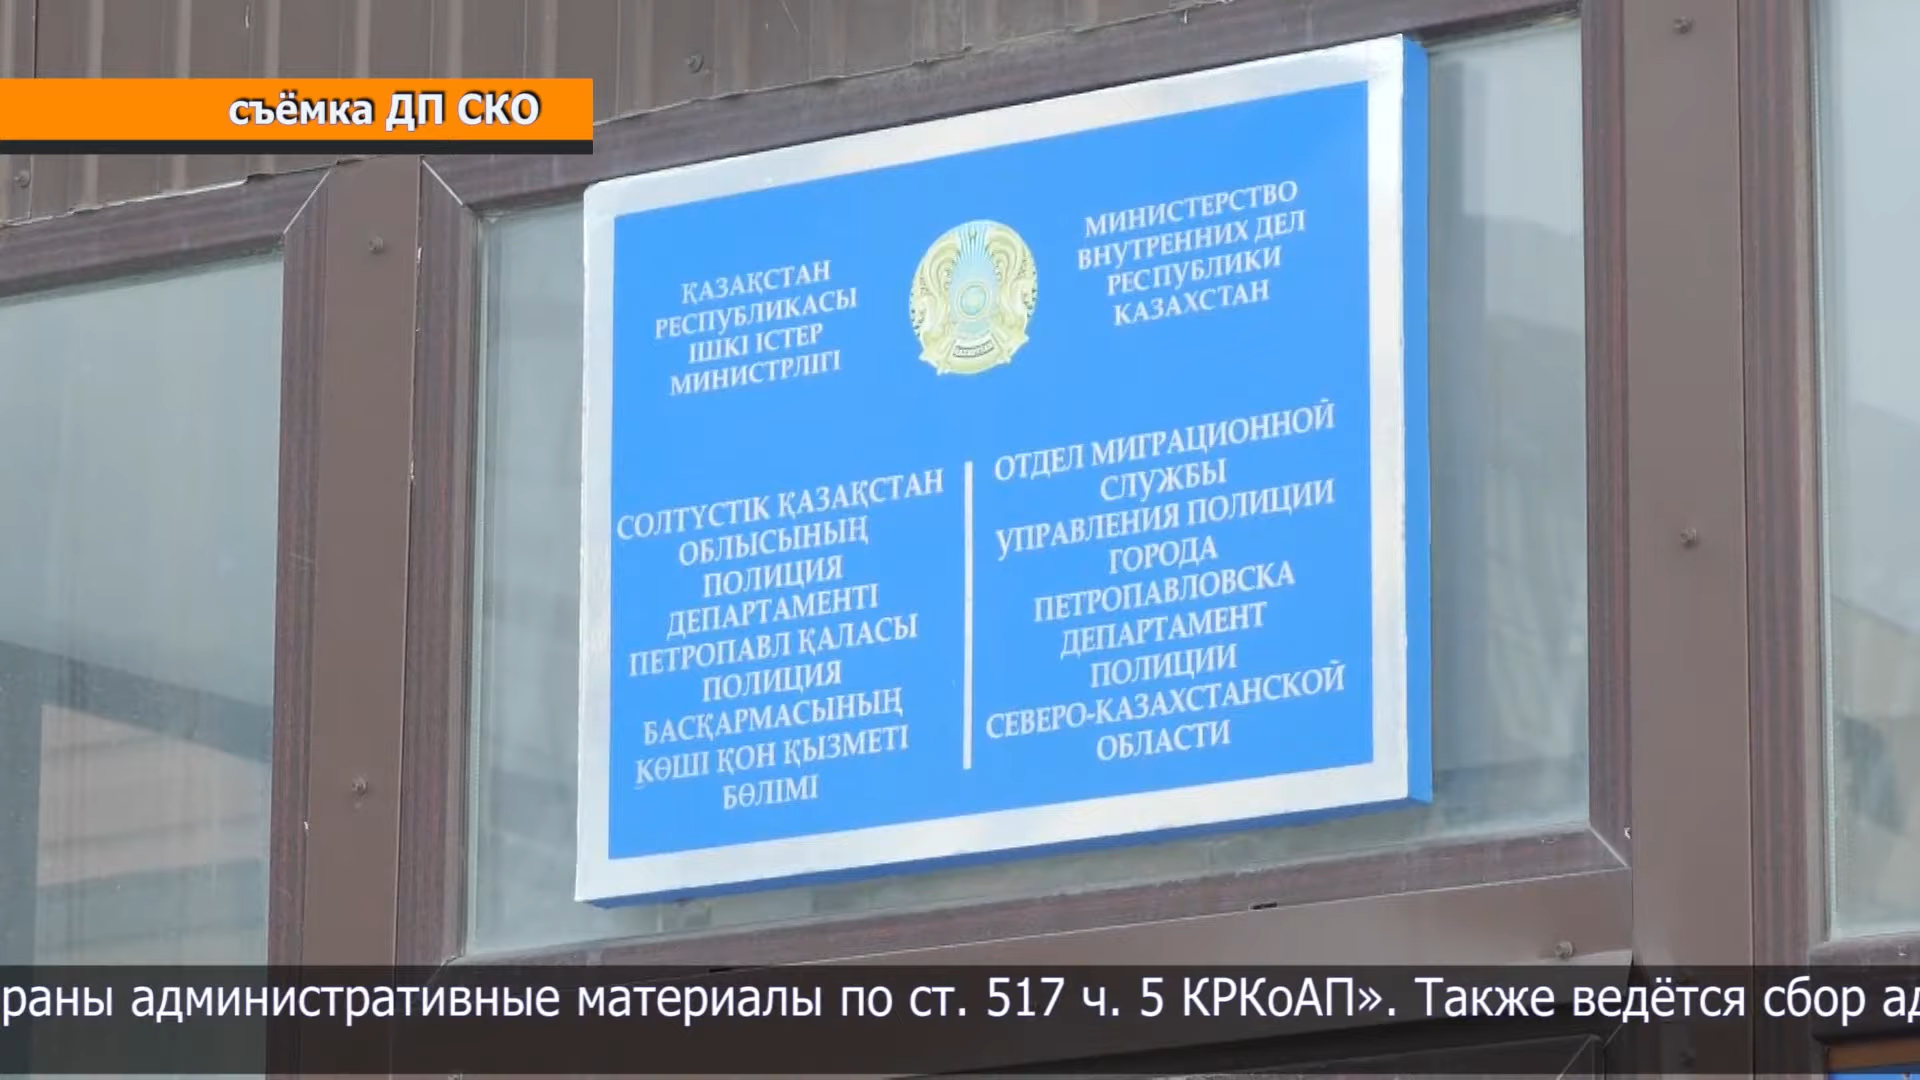 съёмка ДП СКО
ҚАЗАҚСТАН
РЕСПУБЛИКАСЫ
ІШКІ ІСТЕР
МИНИСТРЛІГІ
МИНИСТЕРСТВО
ВНУТРЕННИХ ДЕЛ
РЕСПУБЛИКИ
КАЗАХСТАН
СОЛТҮСТІК ҚАЗАҚСТАН
ОБЛЫСЫНЫҢ
ПОЛИЦИЯ
ДЕПАРТАМЕНТІ
ПЕТРОПАВЛ ҚАЛАСЫ
ПОЛИЦИЯ
БАСҚАРМАСЫНЫҢ
КӨШІ ҚОН ҚЫЗМЕТІ
БӨЛІМІ
ОТДЕЛ МИГРАЦИОННОЙ
СЛУЖБЫ
УПРАВЛЕНИЯ ПОЛИЦИИ
ГОРОДА
ПЕТРОПАВЛОВСКА
ДЕПАРТАМЕНТ
ПОЛИЦИИ
СЕВЕРО-КАЗАХСТАНСКОЙ
ОБЛАСТИ
раны административные материалы по ст. 517 ч. 5 КРКоАП». Также ведётся сбор ад